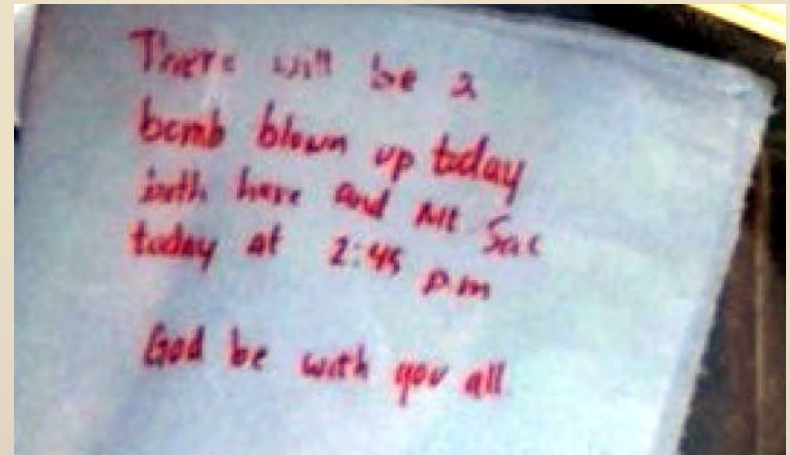 There will be a
bomb blown up today
both here and Mt Sac
today at 2:45 p.m
God be with you all